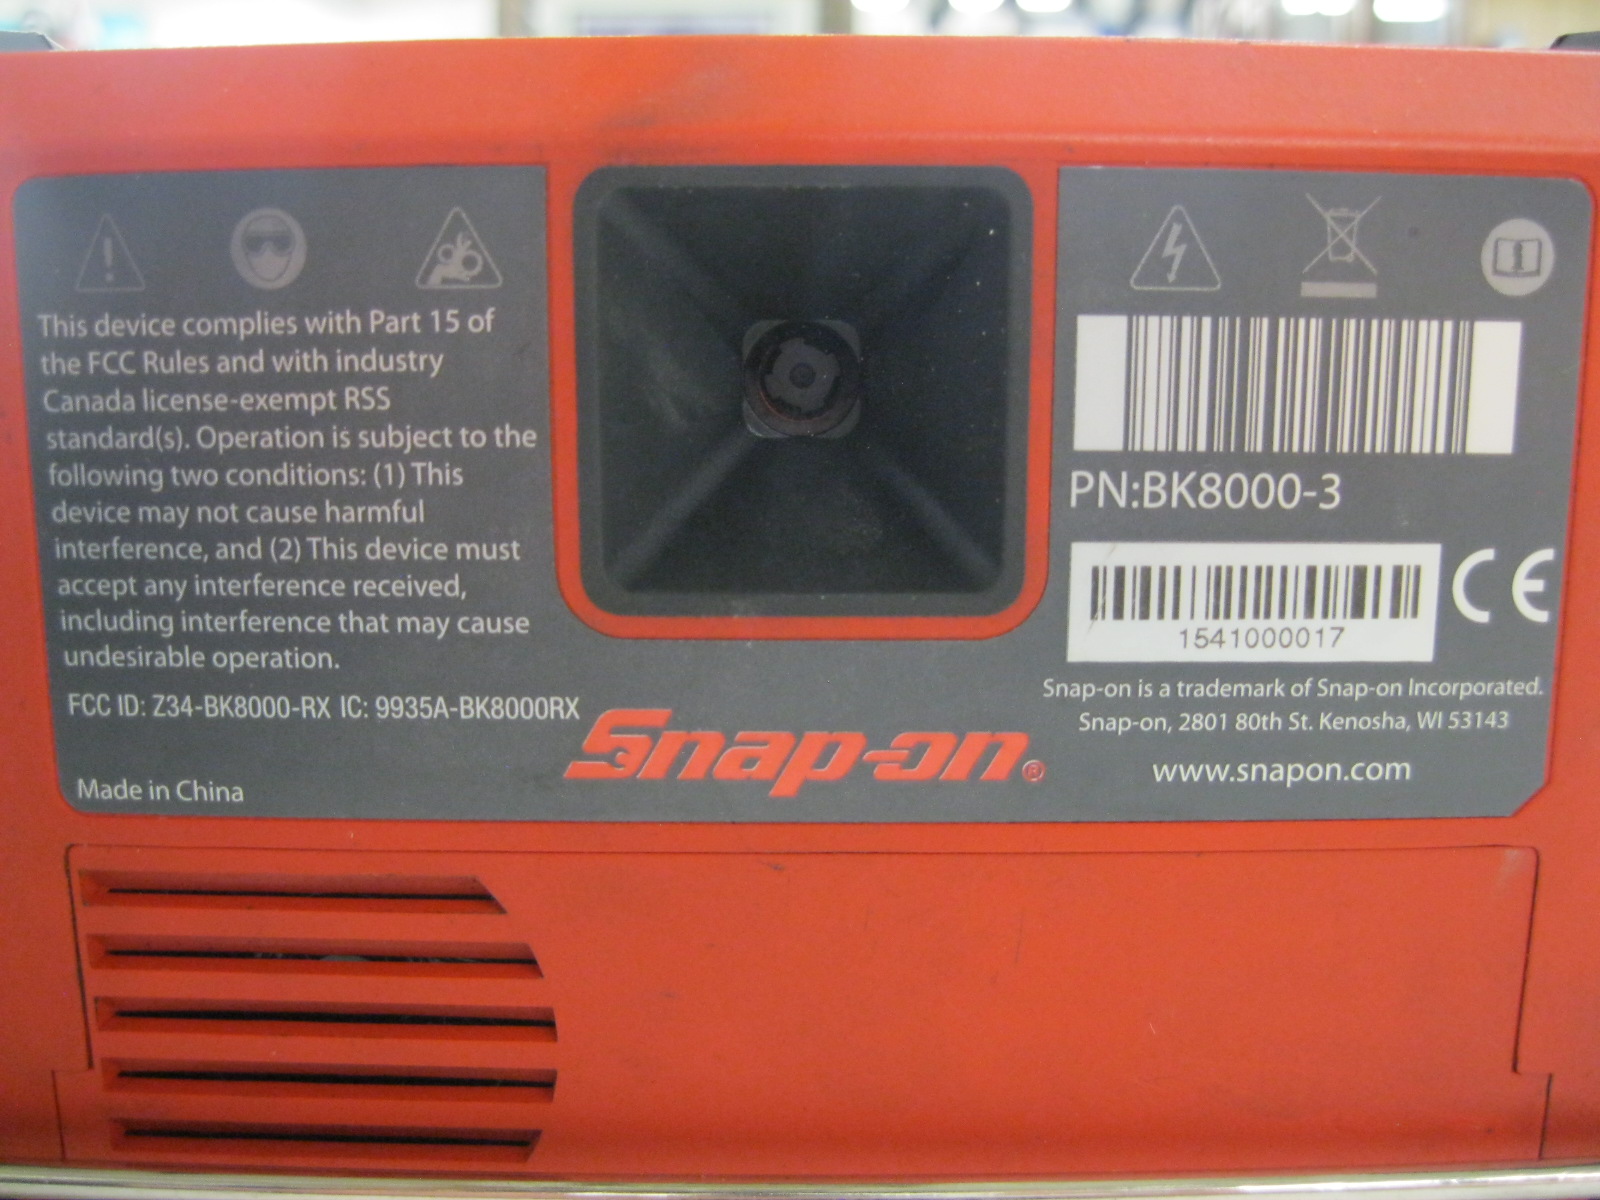 This device complies with Part 15 of
the FCC Rules and with industry
Canada license-exempt RSS
standard(s). Operation is subject to the
following two conditions: (1) This
device may not cause harmful
interference, and (2) This device must
accept any interference received,
including interference that may cause
undesirable operation.
FCC ID: Z34-BK8000-RX IC: 9935A-BK8000RX
Made in China
Snap-on®
PN:BK8000-3
1541000017
CE
Snap-on is a trademark of Snap-on Incorporated.
Snap-on, 2801 80th St. Kenosha, WI 53143
www.snapon.com